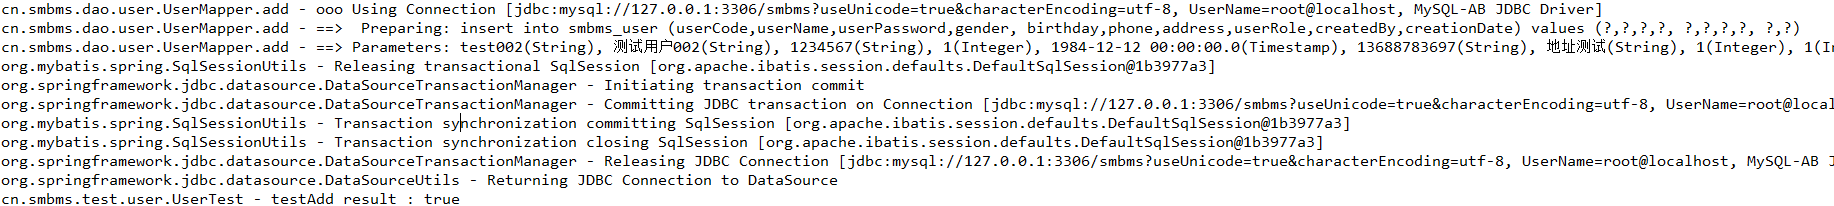 cn.smbms.dao.user.UserMapper.add - ooo Using Connection [jdbc:mysql://127.0.0.1:3306/smbms?useUnicode=true&characterEncoding=utf-8, UserName=root@localhost, MySQL-AB JDBC Driver]
cn.smbms.dao.user.UserMapper.add - ==>  Preparing: insert into smbms_user (userCode,userName,userPassword,gender, birthday,phone,address,userRole,createdBy,creationDate) values (?,?,?,?, ?,?,?,?, ?,?)
cn.smbms.dao.user.UserMapper.add - ==> Parameters: test002(String), 测试用户002(String), 1234567(String), 1(Integer), 1984-12-12 00:00:00.0(Timestamp), 13688783697(String), 地址测试(String), 1(Integer), 1(I
org.mybatis.spring.SqlSessionUtils - Releasing transactional SqlSession [org.apache.ibatis.session.defaults.DefaultSqlSession@1b3977a3]
org.springframework.jdbc.datasource.DataSourceTransactionManager - Initiating transaction commit
org.springframework.jdbc.datasource.DataSourceTransactionManager - Committing JDBC transaction on Connection [jdbc:mysql://127.0.0.1:3306/smbms?useUnicode=true&characterEncoding=utf-8, UserName=root@local
org.mybatis.spring.SqlSessionUtils - Transaction synchronization committing SqlSession [org.apache.ibatis.session.defaults.DefaultSqlSession@1b3977a3]
org.mybatis.spring.SqlSessionUtils - Transaction synchronization closing SqlSession [org.apache.ibatis.session.defaults.DefaultSqlSession@1b3977a3]
org.springframework.jdbc.datasource.DataSourceTransactionManager - Releasing JDBC Connection [jdbc:mysql://127.0.0.1:3306/smbms?useUnicode=true&characterEncoding=utf-8, UserName=root@localhost, MySQL-AB J
org.springframework.jdbc.datasource.DataSourceUtils - Returning JDBC Connection to DataSource
cn.smbms.test.user.UserTest - testAdd result : true